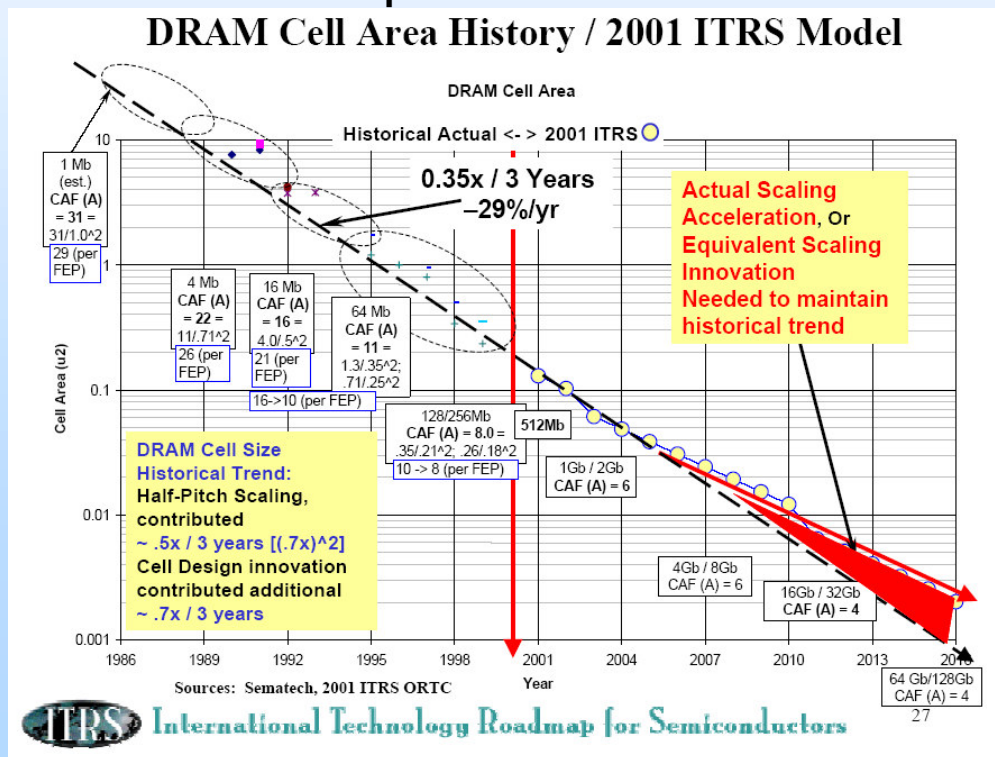 DRAM Cell Area History / 2001 ITRS Model
DRAM Cell Area
Historical Actual <- > 2001 ITRS
0.35x / 3 Years
–29%/yr
Actual Scaling
Acceleration, Or
Equivalent Scaling
Innovation
Needed to maintain
historical trend
1 Mb
(est.)
CAF (A)
= 31 =
31/1.0^2
29 (per
FEP)
4 Mb
CAF (A)
= 22 =
11/.71^2
26 (per
FEP)
16 Mb
CAF (A)
= 16 =
4.0/.5^2
21 (per
FEP)
16->10 (per FEP)
64 Mb
CAF (A)
= 11 =
1.3/.35^2;
.71/.25^2
128/256Mb
CAF (A) = 8.0 =
.35/.21^2; .26/.18^2
10 -> 8 (per FEP)
512Mb
1Gb / 2Gb
CAF (A) = 6
4Gb / 8Gb
CAF (A) = 6
16Gb / 32Gb
CAF (A) = 4
64 Gb/128Gb
CAF (A) = 4
DRAM Cell Size
Historical Trend:
Half-Pitch Scaling,
contributed
~ .5x / 3 years [(.7x)^2]
Cell Design innovation
contributed additional
~ .7x / 3 years
Cell Area (u2)
10
1
0.1
0.01
0.001
1986 1989 1992 1995 1998 2001 2004 2007 2010 2013
Year
Sources: Sematech, 2001 ITRS ORTC
27
ITRS International Technology Roadmap for Semiconductors